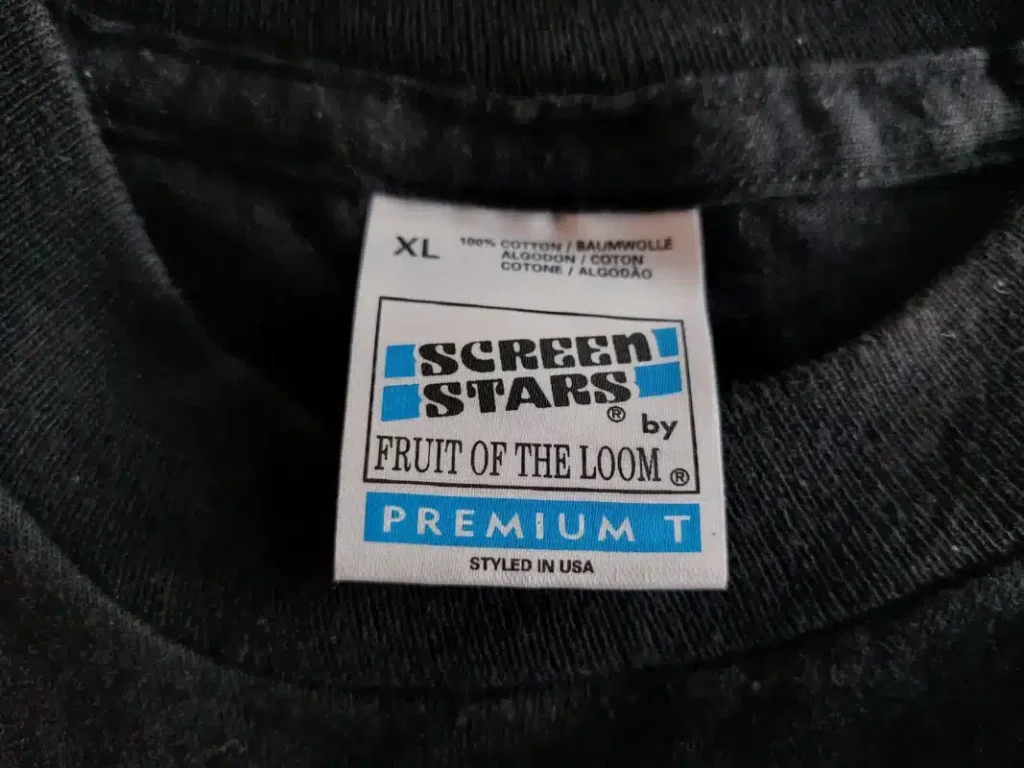 XL
100% COTTON / BAUMWOLLE
ALGODON / COTON
COTONE / ALGODÃO
SCREEN
STARS®
by
FRUIT OF THE LOOM®
PREMIUM T
STYLED IN USA